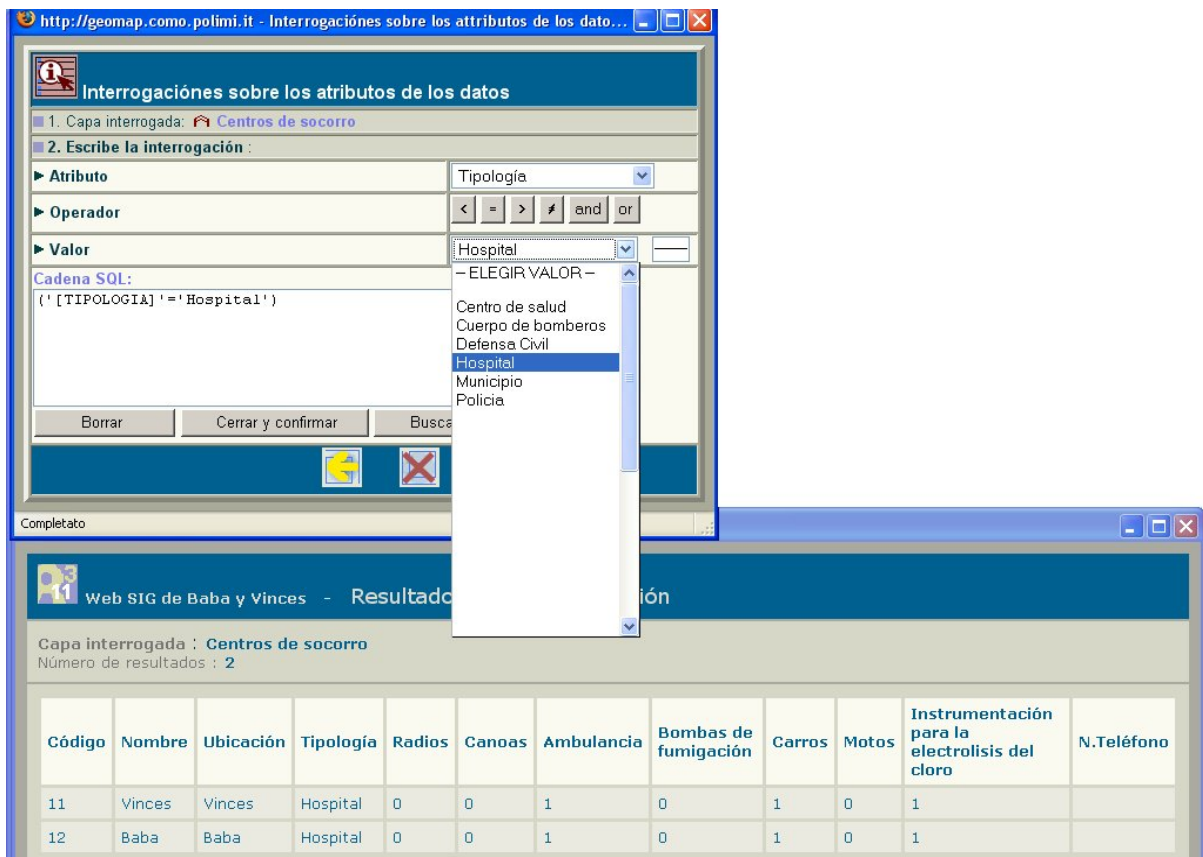 http://geomap.como.polimi.it - Interrogaciónes sobre los attributos de los dato...
Interrogaciónes sobre los atributos de los datos
1. Capa interrogada: Centros de socorro
2. Escribe la interrogación :
Atributo
Tipología
Operador
< = > ≠ and or
Valor
Hospital
– ELEGIR VALOR –
Centro de salud
Cuerpo de bomberos
Defensa Civil
Hospital
Municipio
Policia
Cadena SQL:
('[TIPOLOGIA]'='Hospital')
Borrar
Cerrar y confirmar
Completato
Web SIG de Baba y Vinces -
Capa interrogada : Centros de socorro
Número de resultados : 2
Código Nombre Ubicación Tipología Radios Canoas Ambulancia Bombas de fumigación Carros Motos Instrumentación para la electrolisis del cloro N.Teléfono
11 Vinces Vinces Hospital 0 0 1 0 1 0 1
12 Baba Baba Hospital 0 0 1 0 1 0 1